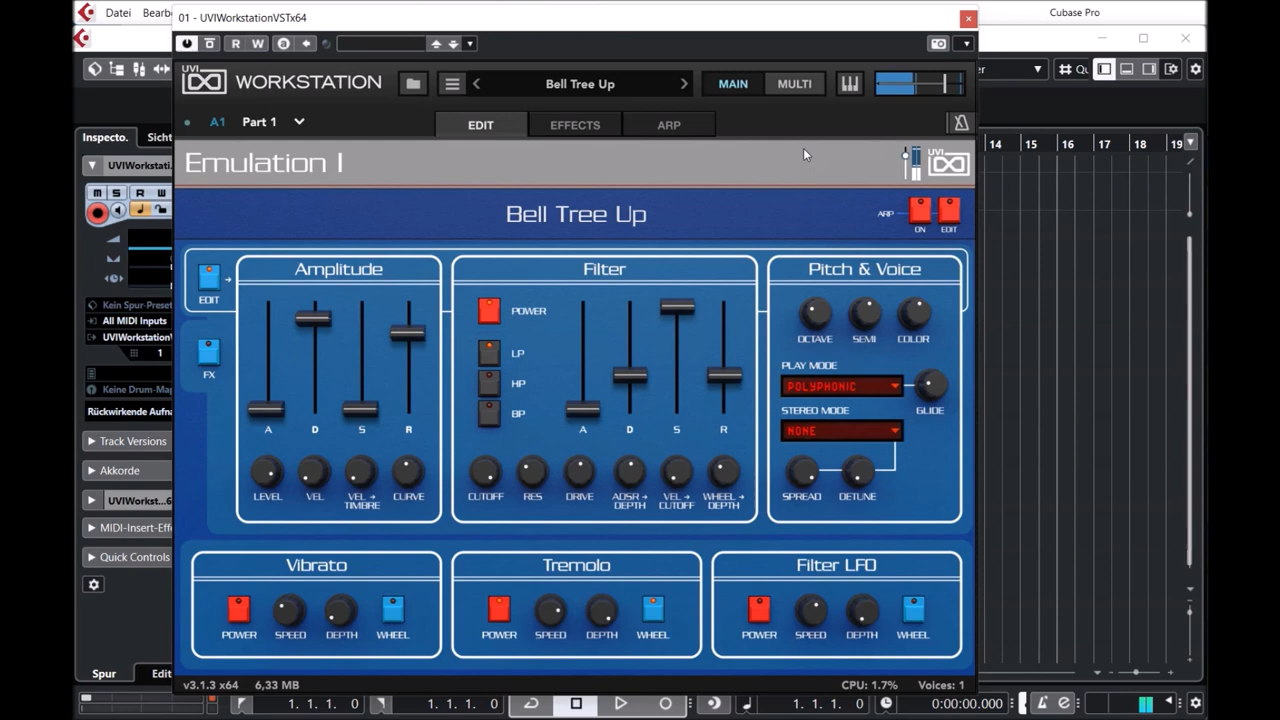 Datei Bearb
01 - UVIWorkstationVSTx64
Cubase Pro
R W
UVI WORKSTATION
Bell Tree Up
MAIN MULTI
A1 Part 1
EDIT EFFECTS ARP
Inspecto. Sicht
UVIWorkstati.
M S R W
Emulation I
UVI
Bell Tree Up
ARP
ON EDIT
14 15 16 17 18 19
Kein Spur-Preset
All MIDI Inputs
UVIWorkstationV
1
Keine Drum-Map
Rückwirkende Aufna
Track Versions
Akkorde
UVIWorkst...6
MIDI-Insert-Effe
Quick Controls
EDIT
FX
Amplitude
A D S R
LEVEL VEL VEL TIMBRE CURVE
Filter
POWER
LP
HP
BP
A D S R
CUTOFF RES DRIVE ADSR DEPTH VEL CUTOFF WHEEL DEPTH
Pitch & Voice
OCTAVE SEMI COLOR
PLAY MODE
POLYPHONIC
GLIDE
STEREO MODE
NONE
SPREAD DETUNE
Vibrato
POWER SPEED DEPTH WHEEL
Tremolo
POWER SPEED DEPTH WHEEL
Filter LFO
POWER SPEED DEPTH WHEEL
Spur Edit
v3.1.3 x64 6,33 MB
CPU: 1.7% Voices: 1
1. 1. 1. 0 1. 1. 1. 0
1. 1. 1. 0 0:00:00.000